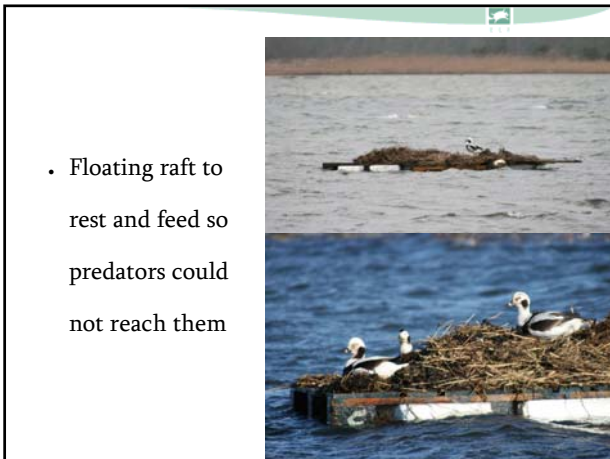 • Floating raft to
rest and feed so
predators could
not reach them